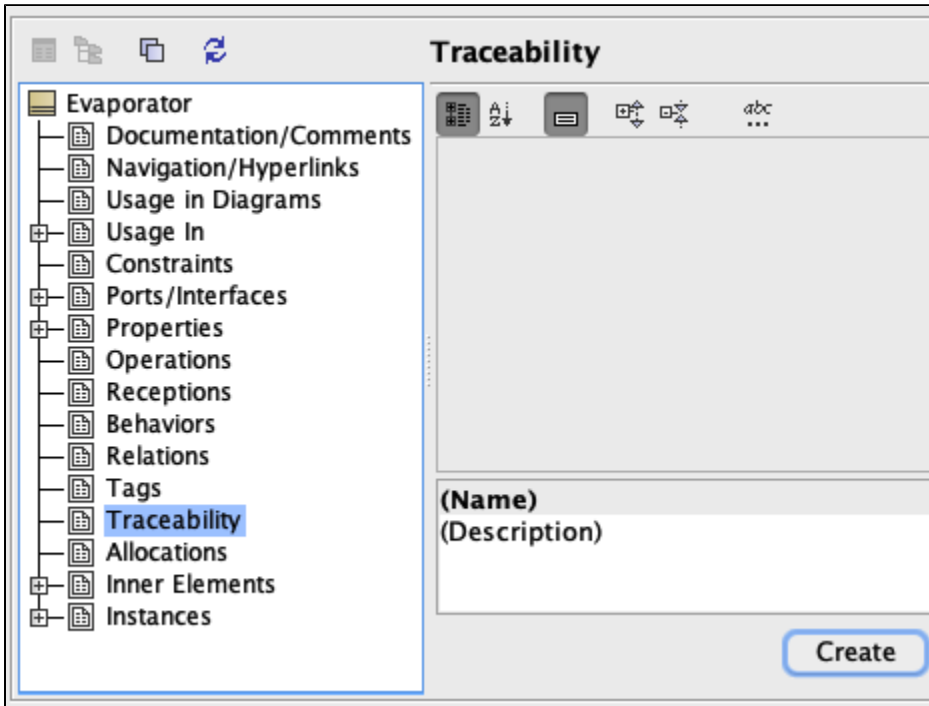 Traceability
Evaporator
Documentation/Comments
Navigation/Hyperlinks
Usage in Diagrams
Usage In
Constraints
Ports/Interfaces
Properties
Operations
Receptions
Behaviors
Relations
Tags
Traceability
Allocations
Inner Elements
Instances
A
Z
abc
(Name)
(Description)
Create